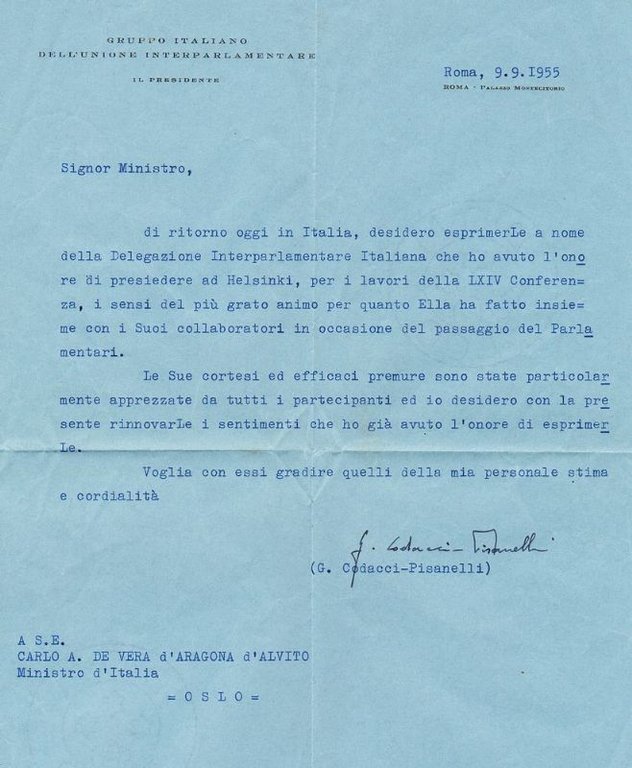 GRUPPO ITALIANO
DELL'UNIONE INTERPARLAMENTARE
IL PRESIDENTE
Roma, 9.9.1955
ROMA - PALAZZO MONTECITORIO
Signor Ministro,
di ritorno oggi in Italia, desidero esprimerLe a nome
della Delegazione Interparlamentare Italiana che ho avuto l'ono
re di presiedere ad Helsinki, per i lavori della LXIV Conferen=
za, i sensi del più grato animo per quanto Ella ha fatto insie=
me con i Suoi collaboratori in occasione del passaggio del Parla
mentari.
Le Sue cortesi ed efficaci premure sono state particolar
mente apprezzate da tutti i partecipanti ed io desidero con la pre
sente rinnovarLe i sentimenti che ho già avuto l'onore di esprimer
Le.
Voglia con essi gradire quelli della mia personale stima
e cordialità
G. Codacci-Pisanelli
(G. Codacci-Pisanelli)
A S.E.
CARLO A. DE VERA d'ARAGONA d'ALVITO
Ministro d'Italia
= O S L O =